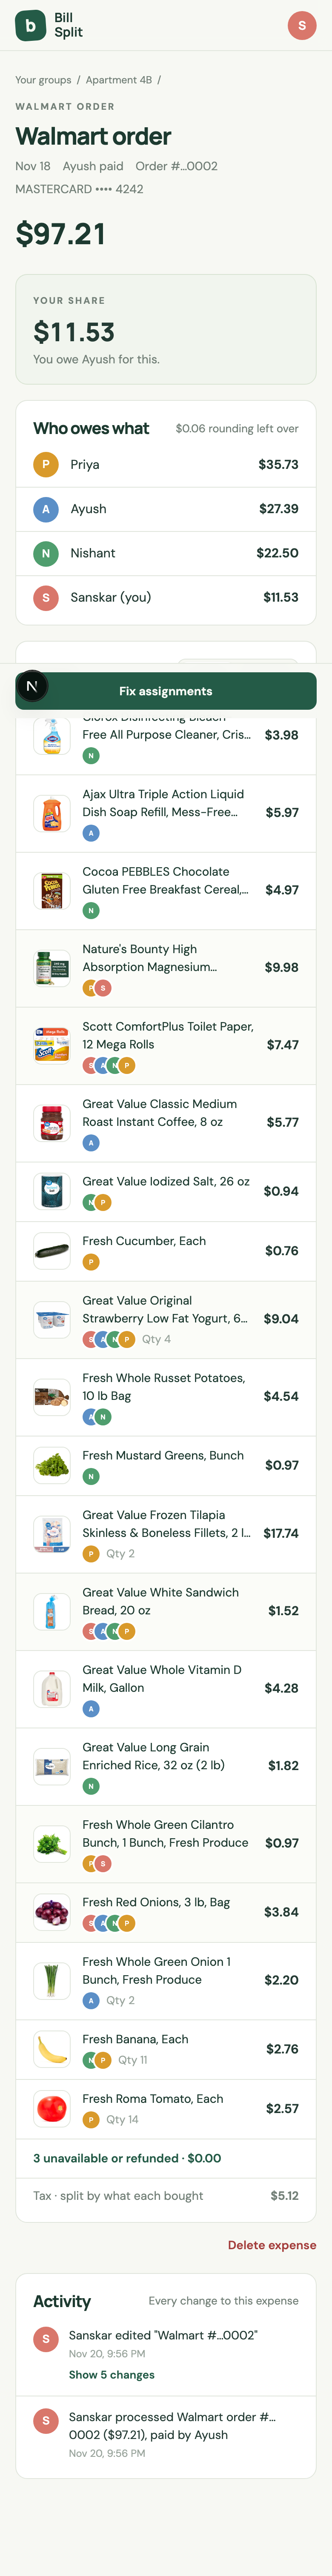 b
Bill
Split
S
Your groups / Apartment 4B /
WALMART ORDER
Walmart order
Nov 18 Ayush paid Order #…0002
MASTERCARD •••• 4242
$97.21
YOUR SHARE
$11.53
You owe Ayush for this.
Who owes what $0.06 rounding left over
P Priya $35.73
A Ayush $27.39
N Nishant $22.50
S Sanskar (you) $11.53
N
Fix assignments
Clorox Disinfecting Bleach
Free All Purpose Cleaner, Cris… $3.98
N
Ajax Ultra Triple Action Liquid
Dish Soap Refill, Mess-Free… $5.97
A
Cocoa PEBBLES Chocolate
Gluten Free Breakfast Cereal,… $4.97
N
Nature's Bounty High
Absorption Magnesium… $9.98
P S
Scott ComfortPlus Toilet Paper,
12 Mega Rolls $7.47
S A N P
Great Value Classic Medium
Roast Instant Coffee, 8 oz $5.77
A
Great Value Iodized Salt, 26 oz $0.94
N P
Fresh Cucumber, Each $0.76
P
Great Value Original
Strawberry Low Fat Yogurt, 6… $9.04
S A N P Qty 4
Fresh Whole Russet Potatoes,
10 lb Bag $4.54
A N
Fresh Mustard Greens, Bunch $0.97
N
Great Value Frozen Tilapia
Skinless & Boneless Fillets, 2 l… $17.74
P Qty 2
Great Value White Sandwich
Bread, 20 oz $1.52
S A N P
Great Value Whole Vitamin D
Milk, Gallon $4.28
A
Great Value Long Grain
Enriched Rice, 32 oz (2 lb) $1.82
N
Fresh Whole Green Cilantro
Bunch, 1 Bunch, Fresh Produce $0.97
P S
Fresh Red Onions, 3 lb, Bag $3.84
S A N P
Fresh Whole Green Onion 1
Bunch, Fresh Produce $2.20
A Qty 2
Fresh Banana, Each $2.76
N P Qty 11
Fresh Roma Tomato, Each $2.57
P Qty 14
3 unavailable or refunded · $0.00
Tax · split by what each bought $5.12
Delete expense
Activity Every change to this expense
S Sanskar edited "Walmart #…0002"
Nov 20, 9:56 PM
Show 5 changes
S Sanskar processed Walmart order #…
0002 ($97.21), paid by Ayush
Nov 20, 9:56 PM